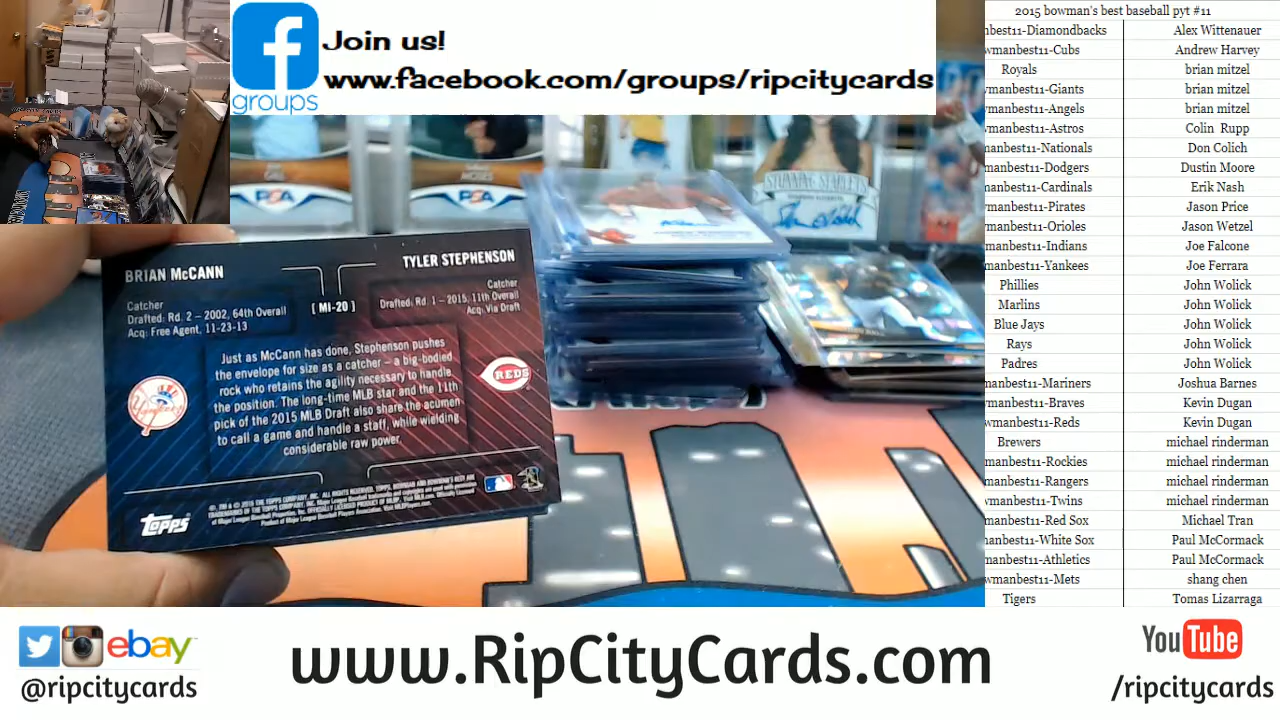 Join us!
www.facebook.com/groups/ripcitycards
groups
PSA
PSA
STUNNING STARLETS
BRIAN McCANN
TYLER STEPHENSON
Catcher
Drafted: Rd. 2 – 2002, 64th Overall
Acq: Free Agent, 11-23-13
[ MI-20 ]
Catcher
Drafted: Rd. 1 – 2015, 11th Overall
Acq: Via Draft
Just as McCann has done, Stephenson pushes
the envelope for size as a catcher – a big-bodied
rock who retains the agility necessary to handle
the position. The long-time MLB star and the 11th
pick of the 2015 MLB Draft also share the acumen
to call a game and handle a staff, while wielding
considerable raw power.
Yankees
REDS
TOPPS
2015 bowman's best baseball pyt #11
nbest11-Diamondbacks Alex Wittenauer
wmanbest11-Cubs Andrew Harvey
Royals brian mitzel
manbest11-Giants brian mitzel
manbest11-Angels brian mitzel
manbest11-Astros Colin Rupp
manbest11-Nationals Don Colich
manbest11-Dodgers Dustin Moore
manbest11-Cardinals Erik Nash
manbest11-Pirates Jason Price
manbest11-Orioles Jason Wetzel
manbest11-Indians Joe Falcone
manbest11-Yankees Joe Ferrara
Phillies John Wolick
Marlins John Wolick
Blue Jays John Wolick
Rays John Wolick
Padres John Wolick
manbest11-Mariners Joshua Barnes
manbest11-Braves Kevin Dugan
wmanbest11-Reds Kevin Dugan
Brewers michael rinderman
manbest11-Rockies michael rinderman
manbest11-Rangers michael rinderman
wmanbest11-Twins michael rinderman
manbest11-Red Sox Michael Tran
manbest11-White Sox Paul McCormack
manbest11-Athletics Paul McCormack
wmanbest11-Mets shang chen
Tigers Tomas Lizarraga
ebay
@ripcitycards
www.RipCityCards.com
YouTube
/ripcitycards